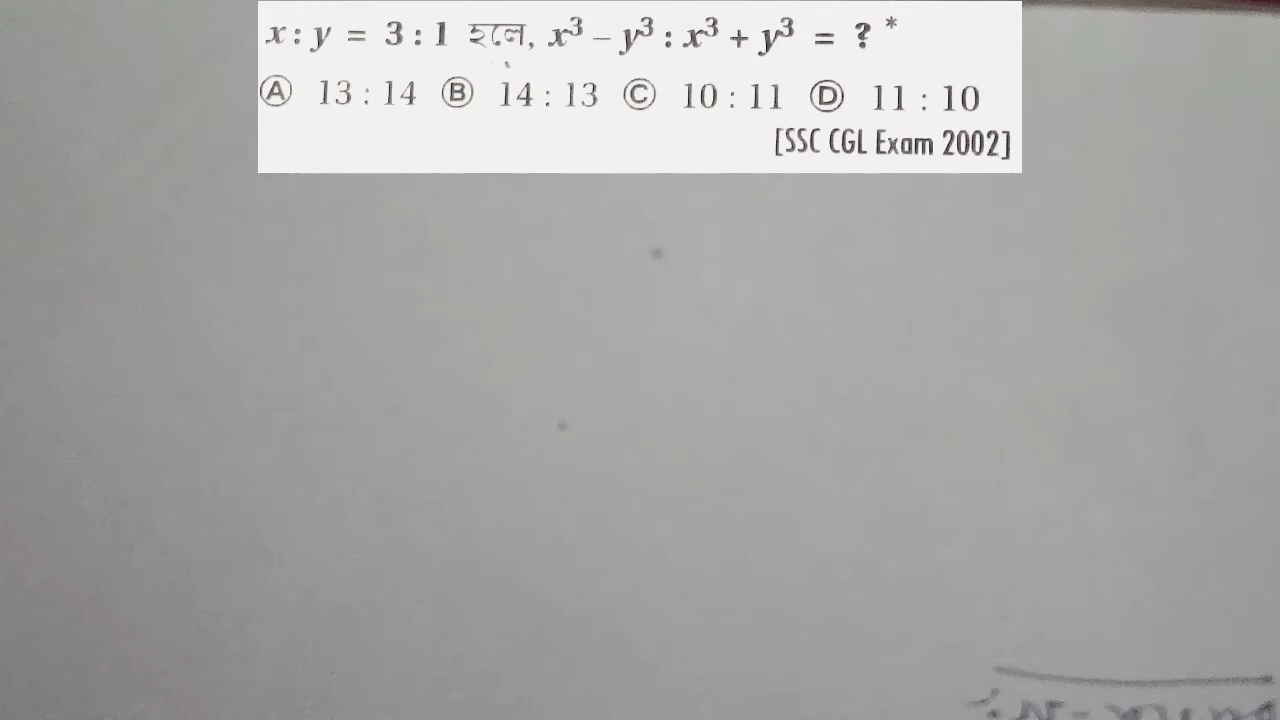 x : y = 3 : 1 হলে, x³ – y³ : x³ + y³ = ? *
Ⓐ 13 : 14 Ⓑ 14 : 13 Ⓒ 10 : 11 Ⓓ 11 : 10
[SSC CGL Exam 2002]